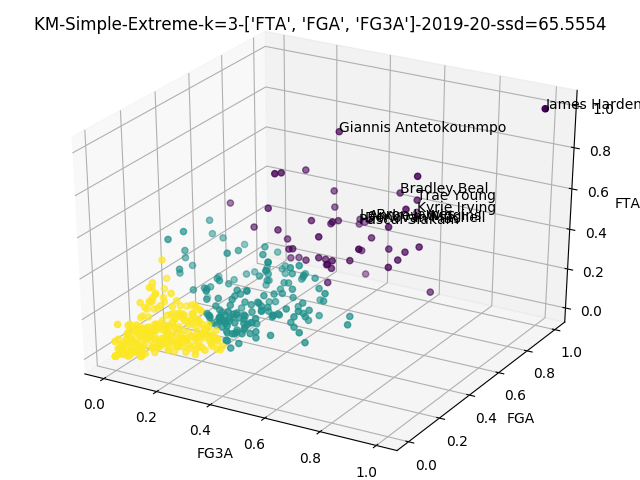 KM-Simple-Extreme-k=3-['FTA', 'FGA', 'FG3A']-2019-20-ssd=65.5554
James Harden
Giannis Antetokounmpo
Bradley Beal
Trae Young
Kyrie Irving
Pascal Siakam
FTA
1.0
0.8
0.6
0.4
0.2
0.0
FGA
1.0
0.8
0.6
0.4
0.2
0.0
FG3A
0.0
0.2
0.4
0.6
0.8
1.0